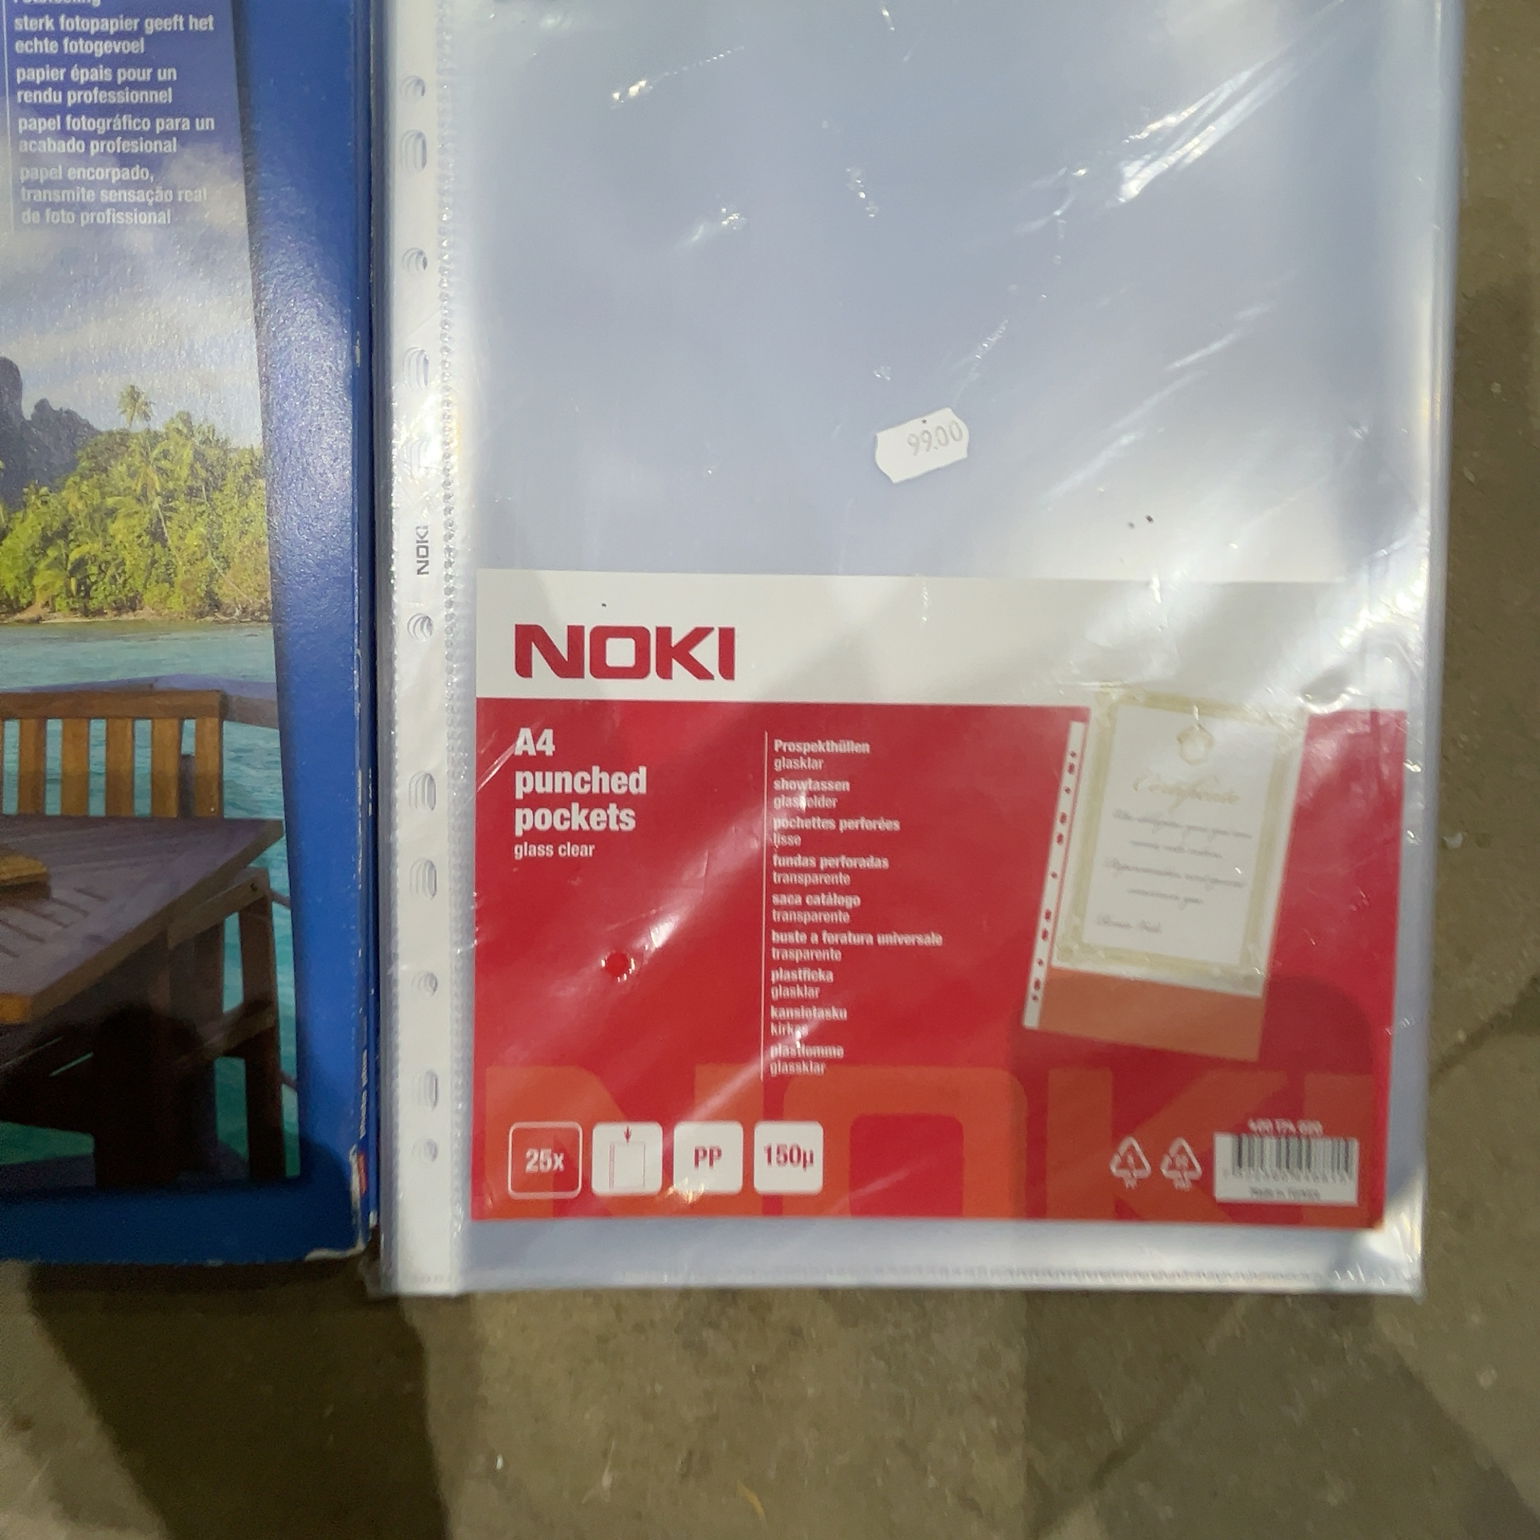 sterk fotopapier geeft het
echte fotogevoel
papier épais pour un
rendu professionnel
papel fotográfico para un
acabado profesional
papel encorpado,
transmite sensação real
de foto profissional
99.00
NOKI
NOKI
A4
punched
pockets
glass clear
Prospekthüllen
glasklar
showtassen
glashelder
pochettes perforées
lisse
fundas perforadas
transparente
saca catálogo
transparente
buste a foratura universale
trasparente
plastficka
glasklar
kansiotasku
kirkas
plastlomme
glassklar
25x
PP
150µ
NOKI